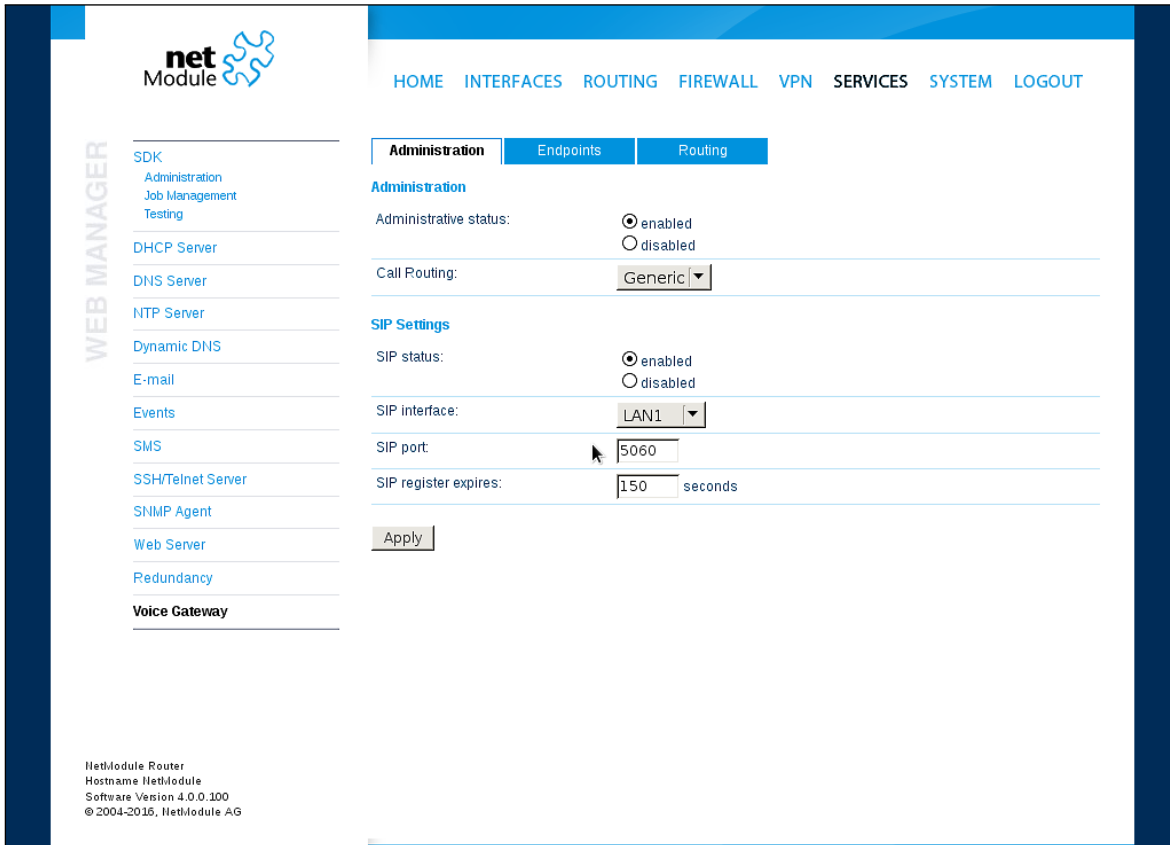 net
Module
HOME INTERFACES ROUTING FIREWALL VPN SERVICES SYSTEM LOGOUT
WEB MANAGER
SDK
Administration
Job Management
Testing
DHCP Server
DNS Server
NTP Server
Dynamic DNS
E-mail
Events
SMS
SSH/Telnet Server
SNMP Agent
Web Server
Redundancy
Voice Gateway
Administration Endpoints Routing
Administration
Administrative status:
enabled
disabled
Call Routing:
Generic
SIP Settings
SIP status:
enabled
disabled
SIP interface:
LAN1
SIP port:
5060
SIP register expires:
150 seconds
Apply
NetModule Router
Hostname NetModule
Software Version 4.0.0.100
© 2004-2016, NetModule AG